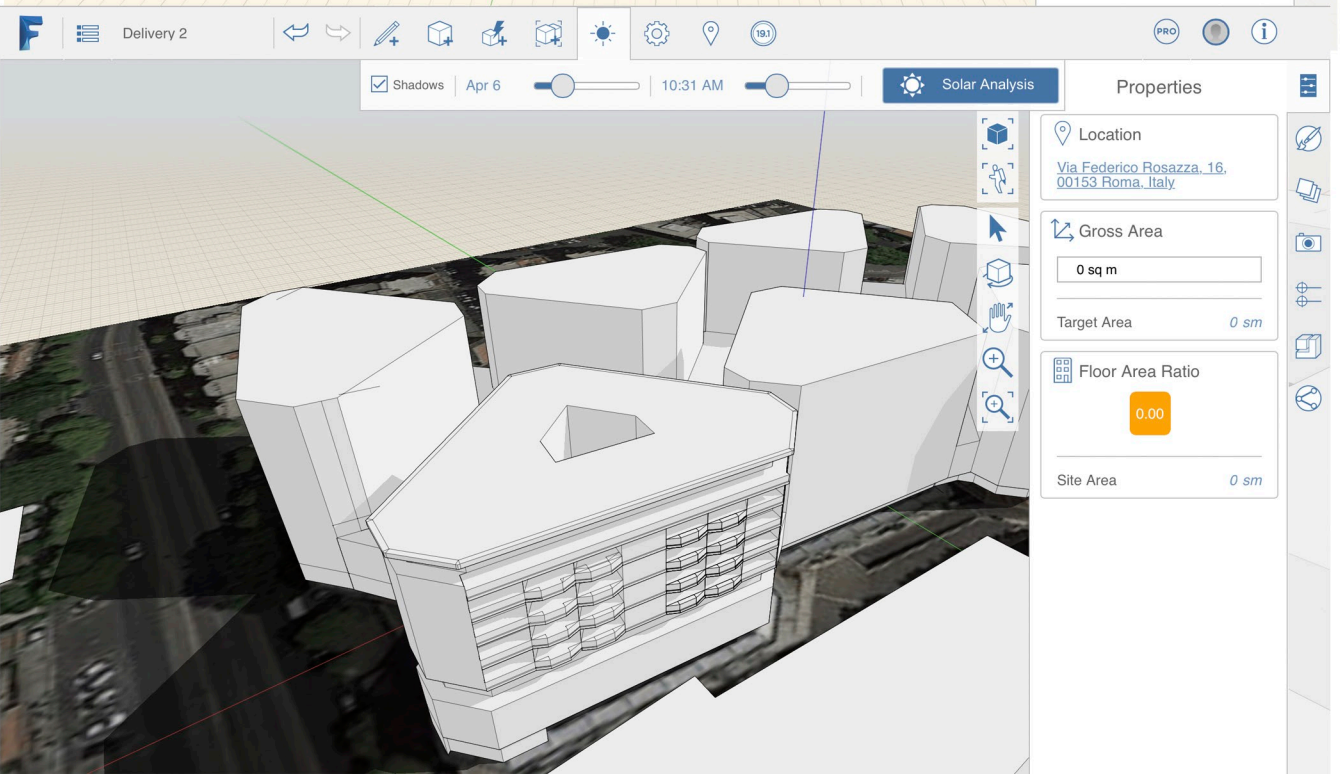 Delivery 2
19.1
PRO
Shadows
Apr 6
10:31 AM
Solar Analysis
Properties
Location
Via Federico Rosazza, 16,
00153 Roma, Italy
Gross Area
0 sq m
Target Area 0 sm
Floor Area Ratio
0.00
Site Area 0 sm